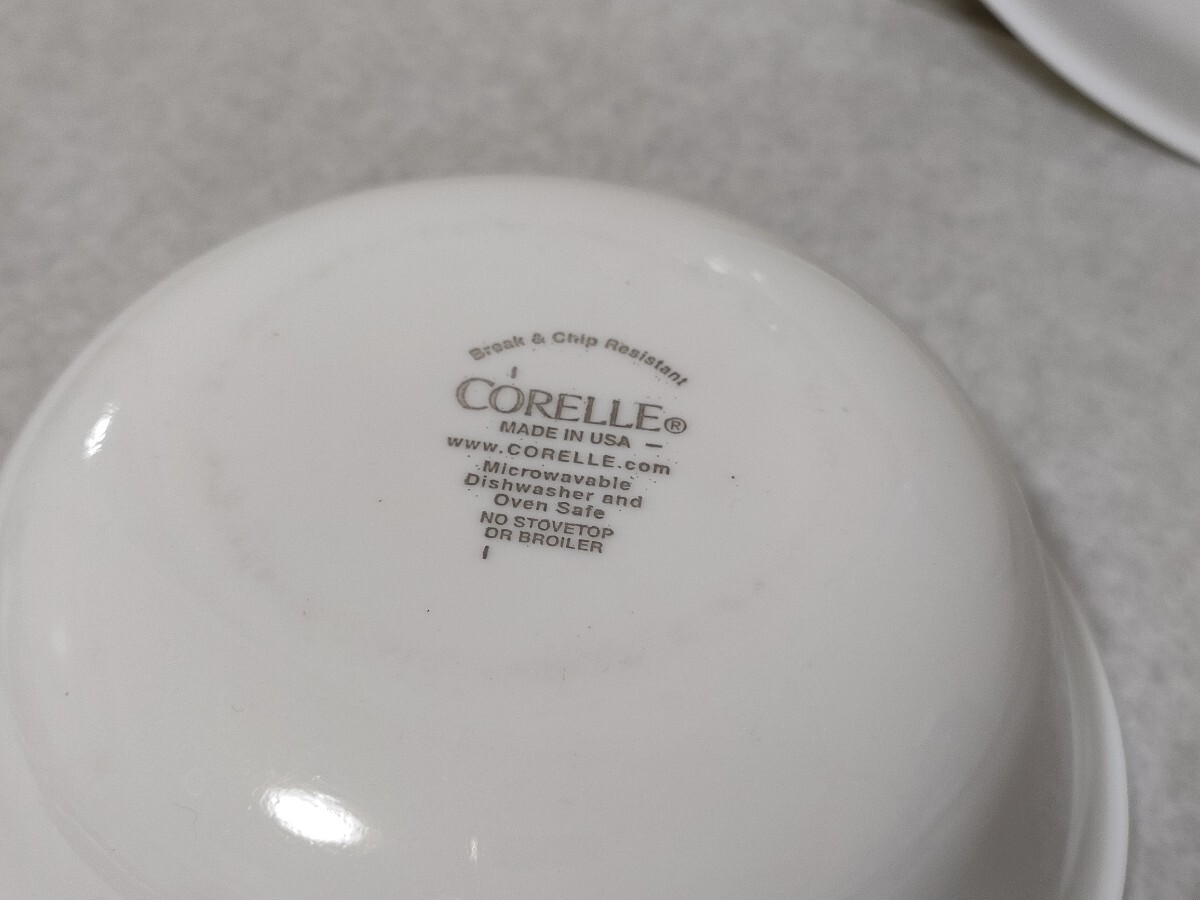 Break & Chip Resistant
CORELLE®
MADE IN USA
www.CORELLE.com
Microwavable
Dishwasher and
Oven Safe
NO STOVETOP
OR BROILER